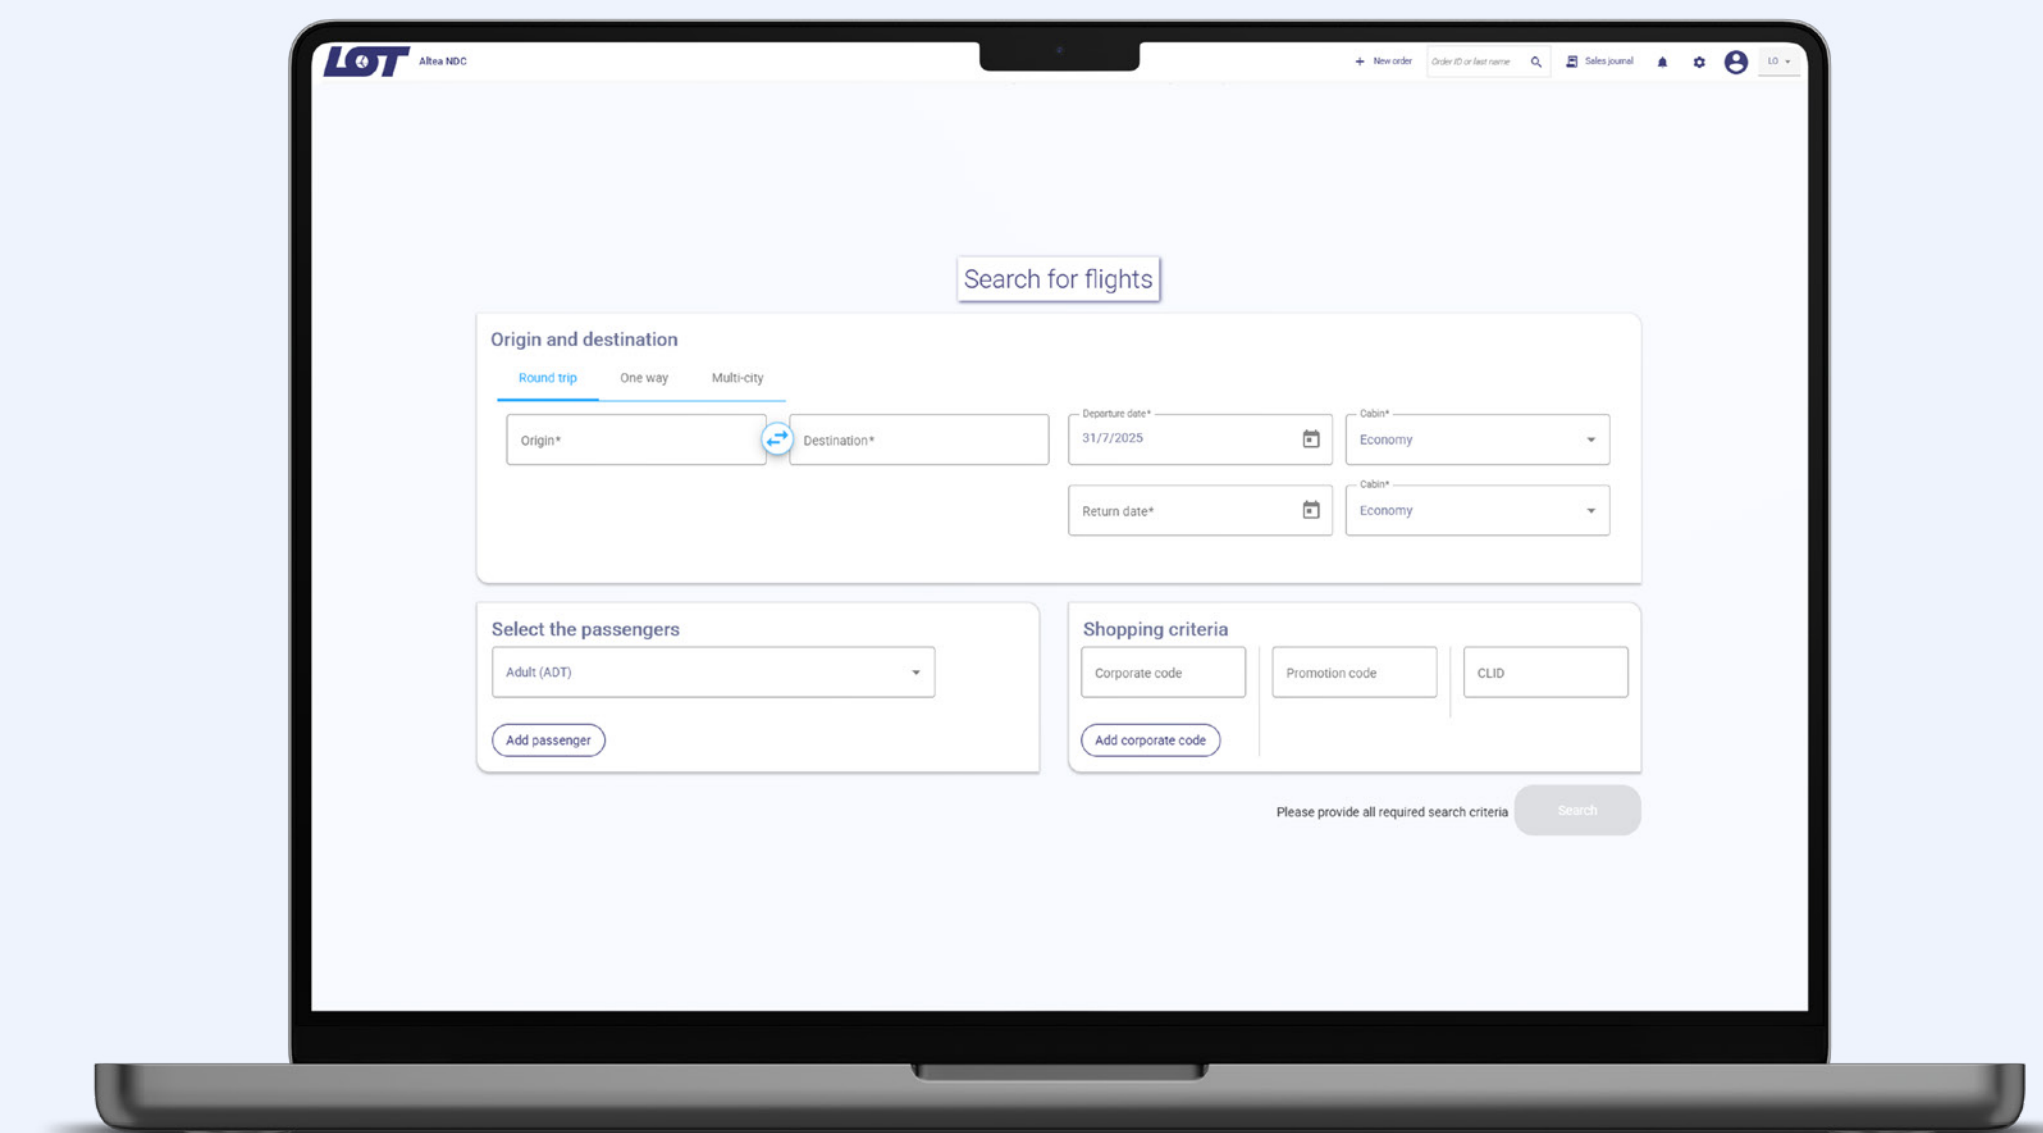 LOT Altea NDC + New order Order ID or last name Sales journal LO
Search for flights
Origin and destination
Round trip One way Multi-city
Origin* Destination* Departure date* 31/7/2025 Cabin* Economy
Return date* Cabin* Economy
Select the passengers
Adult (ADT)
Add passenger
Shopping criteria
Corporate code Promotion code CLID
Add corporate code
Please provide all required search criteria Search